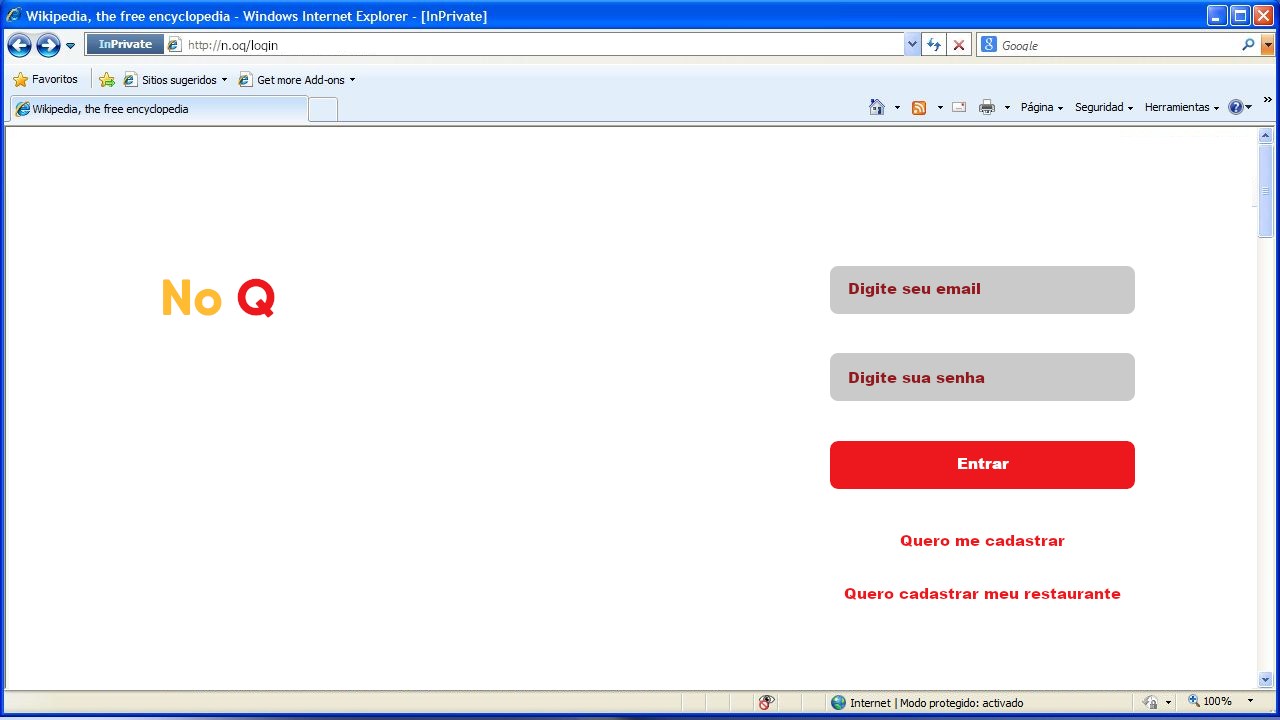 Wikipedia, the free encyclopedia - Windows Internet Explorer - [InPrivate]
InPrivate
http://n.oq/login
Google
Favoritos
Sitios sugeridos
Get more Add-ons
Wikipedia, the free encyclopedia
Página
Seguridad
Herramientas
No Q
Digite seu email
Digite sua senha
Entrar
Quero me cadastrar
Quero cadastrar meu restaurante
Internet | Modo protegido: activado
100%